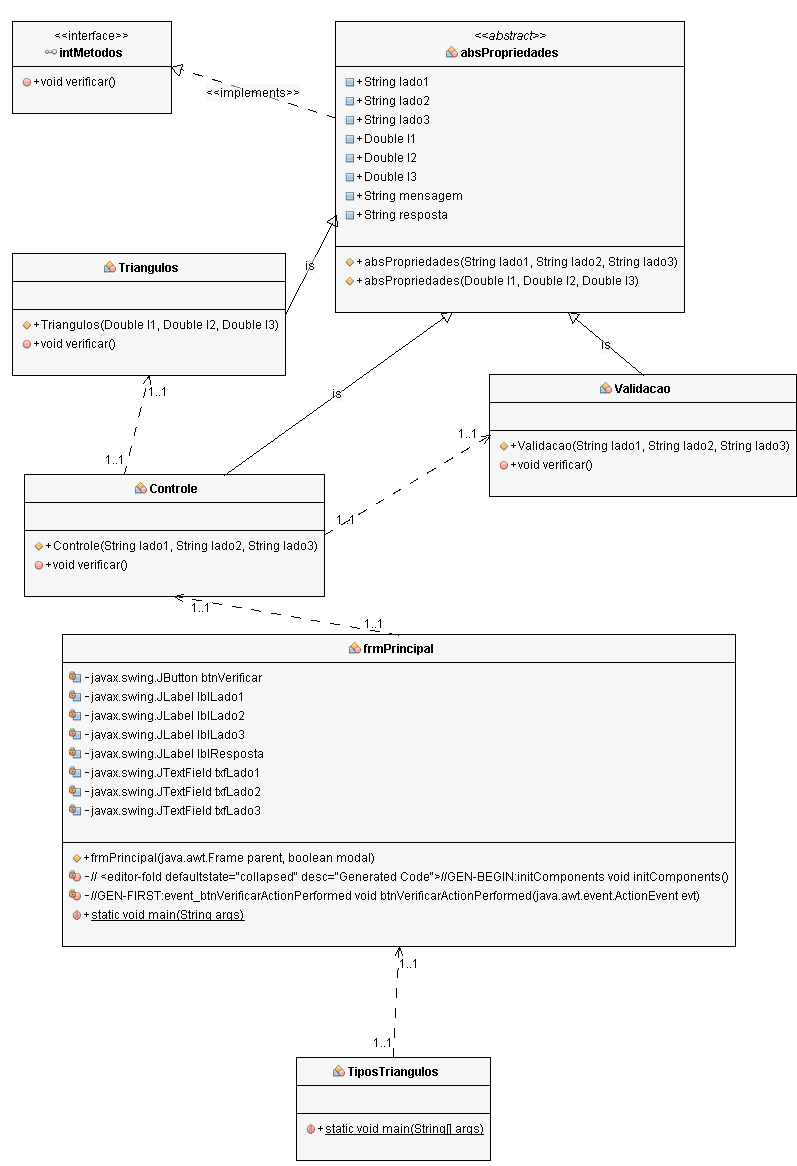 <<interface>>
intMetodos
+void verificar()
<<abstract>>
absPropriedades
+String lado1
+String lado2
+String lado3
+Double l1
+Double l2
+Double l3
+String mensagem
+String resposta
+absPropriedades(String lado1, String lado2, String lado3)
+absPropriedades(Double l1, Double l2, Double l3)
<<implements>>
is
Triangulos
+Triangulos(Double l1, Double l2, Double l3)
+void verificar()
is
is
1..1
1..1
Validacao
+Validacao(String lado1, String lado2, String lado3)
+void verificar()
1..1
1..1
Controle
+Controle(String lado1, String lado2, String lado3)
+void verificar()
1..1
1..1
frmPrincipal
-javax.swing.JButton btnVerificar
-javax.swing.JLabel lblLado1
-javax.swing.JLabel lblLado2
-javax.swing.JLabel lblLado3
-javax.swing.JLabel lblResposta
-javax.swing.JTextField txfLado1
-javax.swing.JTextField txfLado2
-javax.swing.JTextField txfLado3
+frmPrincipal(java.awt.Frame parent, boolean modal)
-// <editor-fold defaultstate="collapsed" desc="Generated Code">//GEN-BEGIN:initComponents void initComponents()
-//GEN-FIRST:event_btnVerificarActionPerformed void btnVerificarActionPerformed(java.awt.event.ActionEvent evt)
+static void main(String args)
1..1
1..1
TiposTriangulos
+static void main(String[] args)